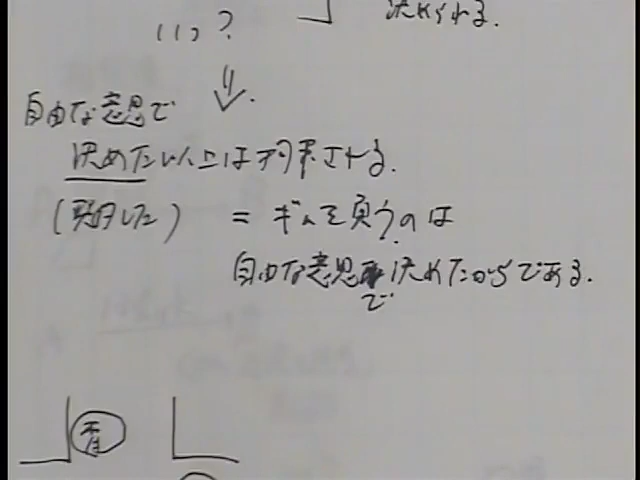 決められる.
いつ?
自由な意思で
決めた以上は拘束される.
(契約した) = ギムを負うのは
自由な意思で決めたからである.